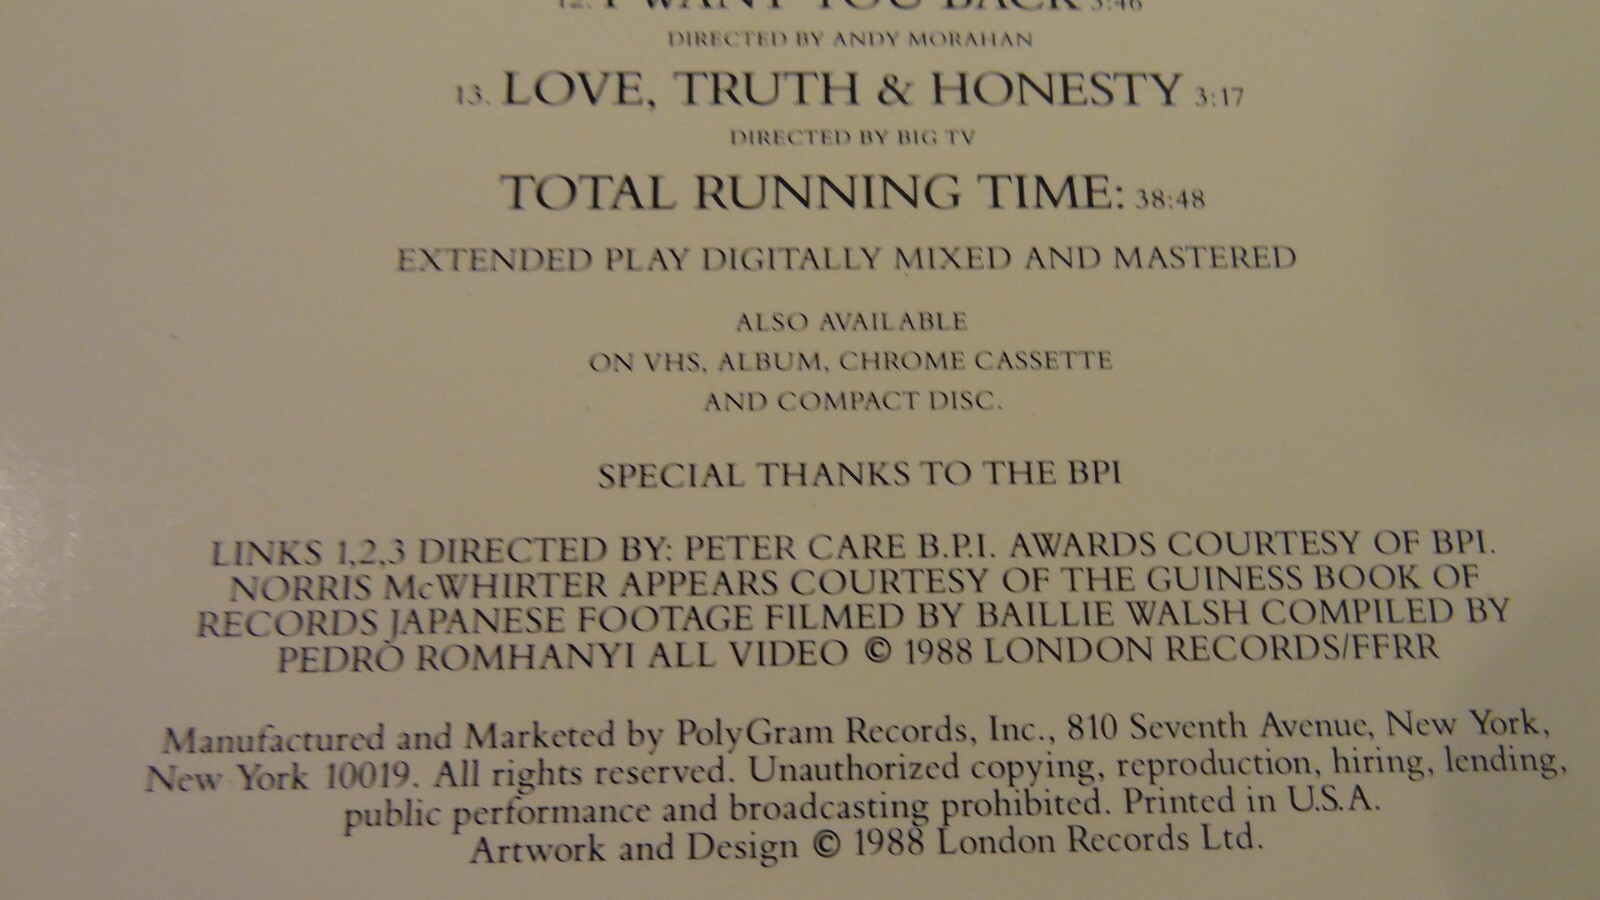 12. I WANT YOU BACK 3:46
DIRECTED BY ANDY MORAHAN
13. LOVE, TRUTH & HONESTY 3:17
DIRECTED BY BIG TV
TOTAL RUNNING TIME: 38:48
EXTENDED PLAY DIGITALLY MIXED AND MASTERED
ALSO AVAILABLE
ON VHS, ALBUM, CHROME CASSETTE
AND COMPACT DISC.
SPECIAL THANKS TO THE BPI
LINKS 1,2,3 DIRECTED BY: PETER CARE B.P.I. AWARDS COURTESY OF BPI.
NORRIS McWHIRTER APPEARS COURTESY OF THE GUINESS BOOK OF
RECORDS JAPANESE FOOTAGE FILMED BY BAILLIE WALSH COMPILED BY
PEDRO ROMHANYI ALL VIDEO © 1988 LONDON RECORDS/FFRR
Manufactured and Marketed by PolyGram Records, Inc., 810 Seventh Avenue, New York,
New York 10019. All rights reserved. Unauthorized copying, reproduction, hiring, lending,
public performance and broadcasting prohibited. Printed in U.S.A.
Artwork and Design © 1988 London Records Ltd.